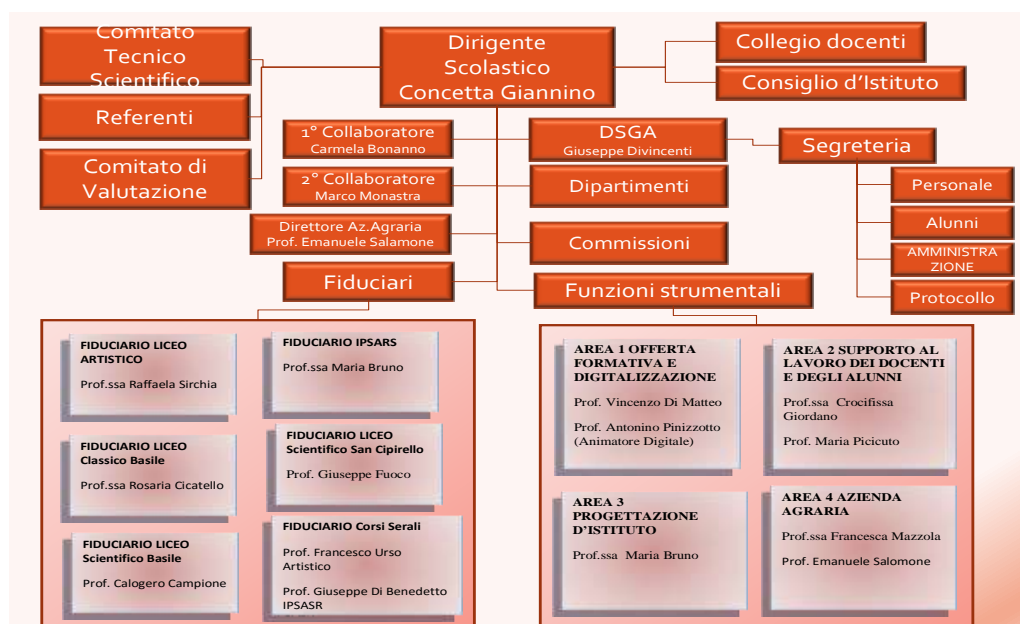 Comitato
Tecnico
Scientifico
Referenti
Comitato di
Valutazione
Dirigente
Scolastico
Concetta Giannino
Collegio docenti
Consiglio d'Istituto
1° Collaboratore
Carmela Bonanno
2° Collaboratore
Marco Monastra
Direttore Az.Agraria
Prof. Emanuele Salamone
Fiduciari
DSGA
Giuseppe Divincenti
Dipartimenti
Commissioni
Funzioni strumentali
Segreteria
Personale
Alunni
AMMINISTRA
ZIONE
Protocollo
FIDUCIARIO LICEO
ARTISTICO
Prof.ssa Raffaela Sirchia
FIDUCIARIO IPSARS
Prof.ssa Maria Bruno
FIDUCIARIO LICEO
Classico Basile
Prof.ssa Rosaria Cicatello
FIDUCIARIO LICEO
Scientifico San Cipirello
Prof. Giuseppe Fuoco
FIDUCIARIO LICEO
Scientifico Basile
Prof. Calogero Campione
FIDUCIARIO Corsi Serali
Prof. Francesco Urso
Artistico
Prof. Giuseppe Di Benedetto
IPSASR
AREA 1 OFFERTA
FORMATIVA E
DIGITALIZZAZIONE
Prof. Vincenzo Di Matteo
Prof. Antonino Pinizzotto
(Animatore Digitale)
AREA 2 SUPPORTO AL
LAVORO DEI DOCENTI
E DEGLI ALUNNI
Prof.ssa Crocifissa
Giordano
Prof. Maria Picicuto
AREA 3
PROGETTAZIONE
D'ISTITUTO
Prof.ssa Maria Bruno
AREA 4 AZIENDA
AGRARIA
Prof.ssa Francesca Mazzola
Prof. Emanuele Salomone